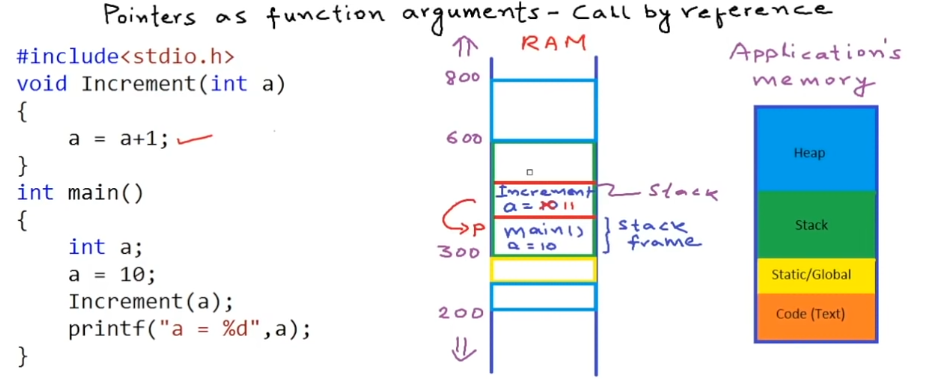 Pointers as function arguments - Call by reference
#include<stdio.h>
void Increment(int a)
{
a = a+1;
}
int main()
{
int a;
a = 10;
Increment(a);
printf("a = %d",a);
}
RAM
800
600
Increment
a = 10 11
Stack
P
main()
a = 10
stack
frame
300
200
Application's
memory
Heap
Stack
Static/Global
Code (Text)